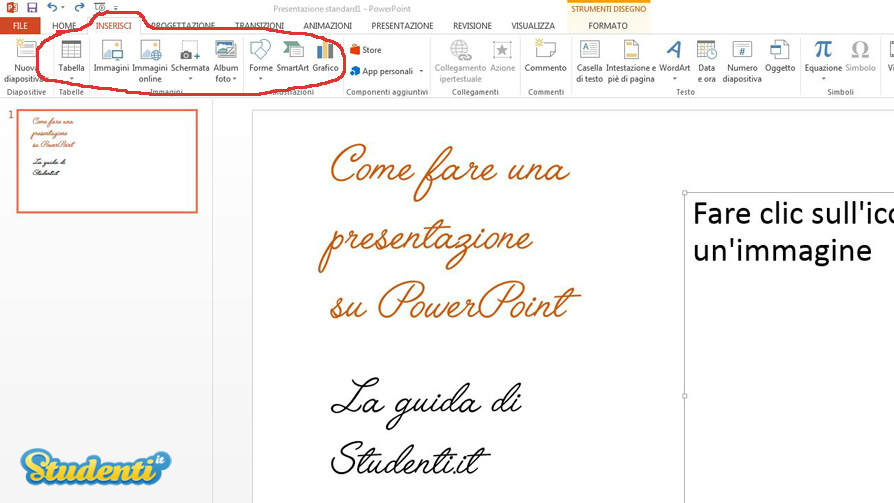 Presentazione standard1 - PowerPoint
STRUMENTI DISEGNO
FILE HOME INSERISCI PROGETTAZIONE TRANSIZIONI ANIMAZIONI PRESENTAZIONE REVISIONE VISUALIZZA FORMATO
Nuova diapositiva
Tabella
Immagini
Immagini online
Schermata
Album foto
Forme
SmartArt
Grafico
Store
App personali
Collegamento ipertestuale
Azione
Commento
Casella di testo
Intestazione e piè di pagina
WordArt
Data e ora
Numero diapositiva
Oggetto
Equazione
Simbolo
Diapositive Tabelle Immagini Illustrazioni Componenti aggiuntivi Collegamenti Commenti Testo Simboli
1
Come fare una
presentazione
su PowerPoint
La guida di
Studenti.it
Come fare una
presentazione
su PowerPoint
La guida di
Studenti.it
Fare clic sull'ico
un'immagine
Studenti.it